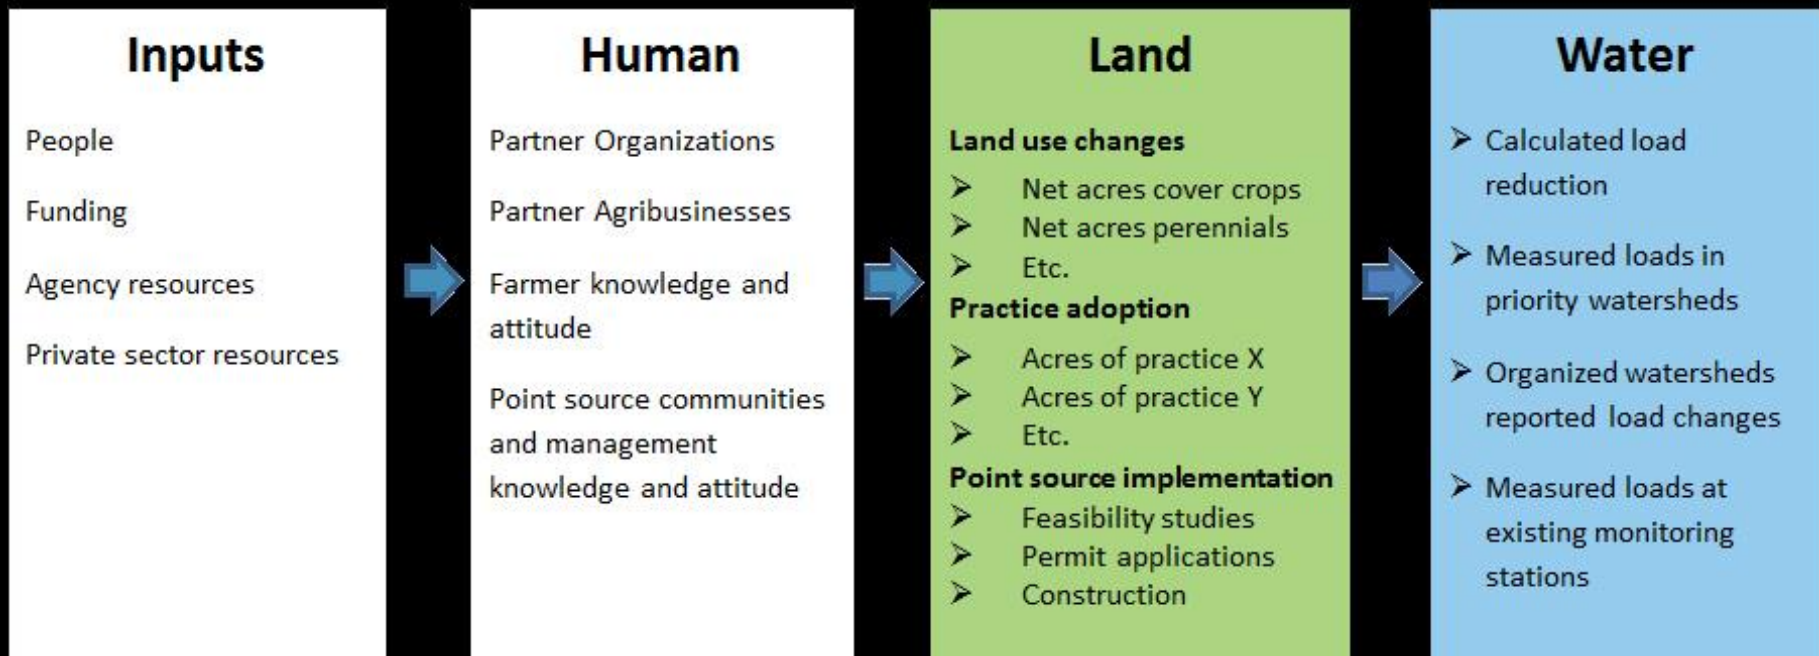 Inputs
People
Funding
Agency resources
Private sector resources
Human
Partner Organizations
Partner Agribusinesses
Farmer knowledge and
attitude
Point source communities
and management
knowledge and attitude
Land
Land use changes
➢ Net acres cover crops
➢ Net acres perennials
➢ Etc.
Practice adoption
➢ Acres of practice X
➢ Acres of practice Y
➢ Etc.
Point source implementation
➢ Feasibility studies
➢ Permit applications
➢ Construction
Water
➢ Calculated load
reduction
➢ Measured loads in
priority watersheds
➢ Organized watersheds
reported load changes
➢ Measured loads at
existing monitoring
stations